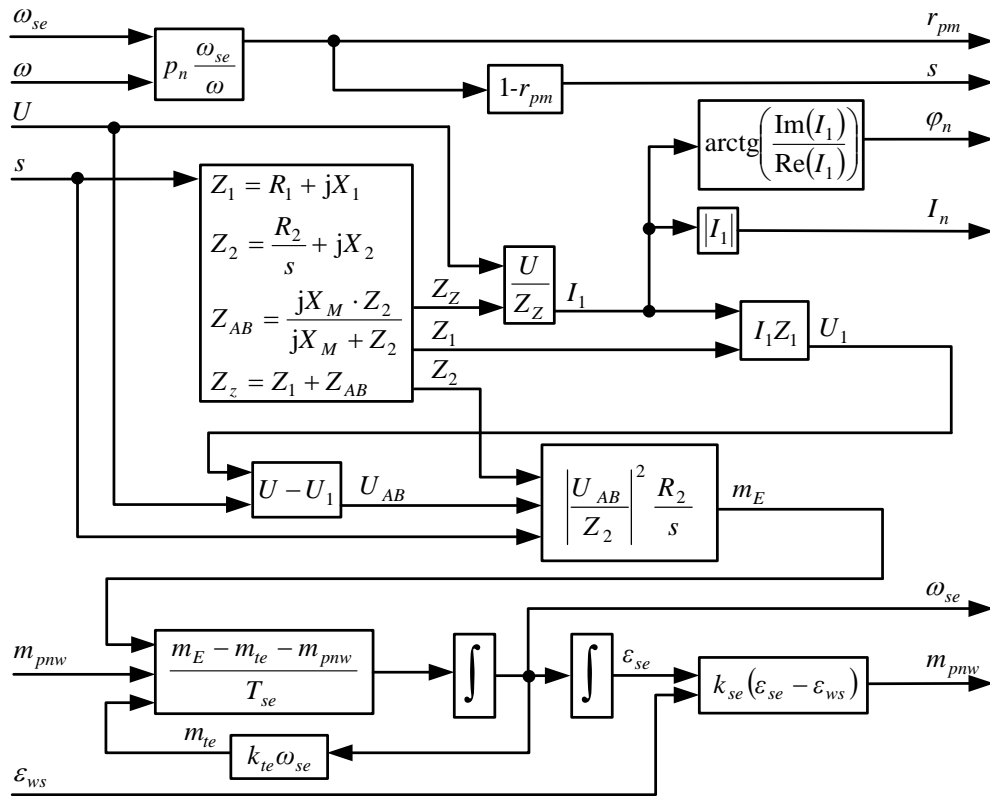 ω_se
r_pm
p_n ω_se/ω
ω
1-r_pm
s
U
arctg(Im(I_1)/Re(I_1))
φ_n
s
Z_1 = R_1 + jX_1
Z_2 = R_2/s + jX_2
Z_AB = jX_M · Z_2/jX_M + Z_2
Z_z = Z_1 + Z_AB
|I_1|
I_n
Z_Z
U/Z_Z
I_1
Z_1
I_1Z_1
U_1
Z_2
U – U_1
U_AB
|U_AB/Z_2|^2 R_2/s
m_E
ω_se
m_pnw
m_E – m_te – m_pnw/T_se
∫
∫
ε_se
k_se(ε_se – ε_ws)
m_pnw
m_te
k_teω_se
ε_ws